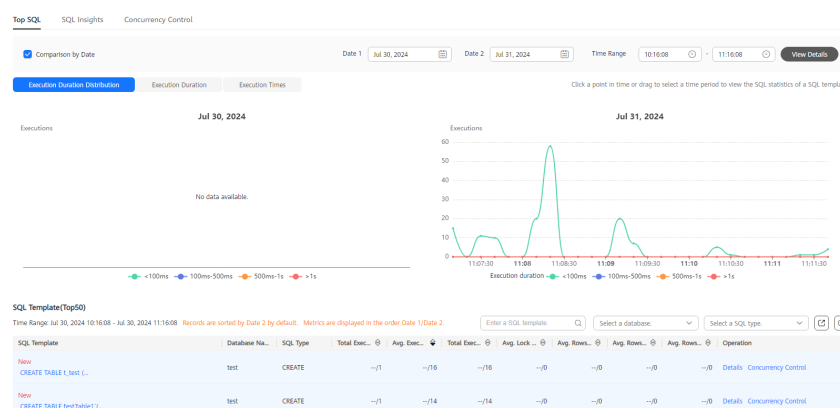 Top SQL SQL Insights Concurrency Control
Comparison by Date Date 1 Jul 30, 2024 Date 2 Jul 31, 2024 Time Range 10:16:08 - 11:16:08 View Details
Execution Duration Distribution Execution Duration Execution Times Click a point in time or drag to select a time period to view the SQL statistics of a SQL templa
Jul 30, 2024 Jul 31, 2024
Executions Executions
60
50
40
No data available.
30
20
10
0
11:07:30 11:08 11:08:30 11:09 11:09:30 11:10 11:10:30 11:11 11:11:30
<100ms 100ms-500ms 500ms-1s >1s Execution duration <100ms 100ms-500ms 500ms-1s >1s
SQL Template(Top50)
Time Range: Jul 30, 2024 10:16:08 - Jul 30, 2024 11:16:08 Records are sorted by Date 2 by default. Metrics are displayed in the order Date 1/Date 2. Enter a SQL template. Select a database. Select a SQL type.
SQL Template Database Na... SQL Type Total Exec... Avg. Exec... Total Exec... Avg. Lock ... Avg. Rows... Avg. Rows... Avg. Rows... Operation
New
CREATE TABLE t_test (... test CREATE --/1 --/16 --/16 --/0 --/0 --/0 --/0 Details Concurrency Control
New
CREATE TABLE testTable1 (... test CREATE --/1 --/14 --/14 --/0 --/0 --/0 --/0 Details Concurrency Control